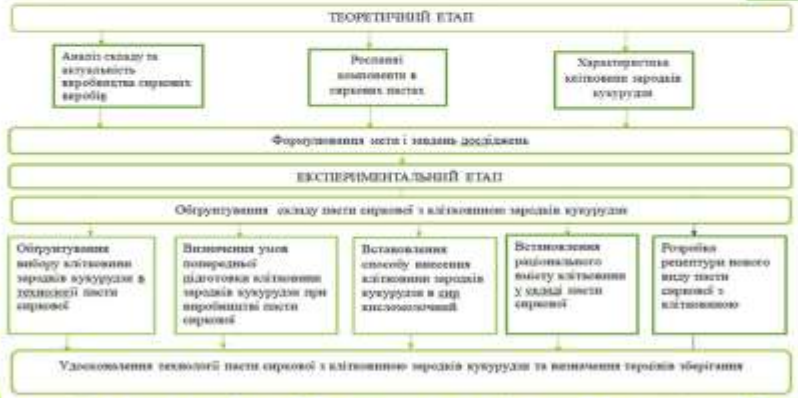 ТЕОРЕТИЧНИЙ ЕТАП
Аналіз складу та
актуальність
виробництва сиркових
виробів
Рослинні
компоненти в
сиркових пастах
Характеристика
клітковини зародків
кукурудзи
Формулювання мети і завдань досліджень
ЕКСПЕРИМЕНТАЛЬНИЙ ЕТАП
Обґрунтування складу пасти сиркової з клітковиною зародків кукурудзи
Обґрунтування
вибору клітковини
зародків кукурудзи в
технології пасти
сиркової
Визначення умов
попередньої
підготовки клітковини
зародків кукурудзи при
виробництві пасти
сиркової
Встановлення
способу внесення
клітковини зародків
кукурудзи в сир
кисломолочний
Встановлення
раціонального
вмісту клітковини
у складі пасти
сиркової
Розробка
рецептури нового
виду пасти
сиркової з
клітковиною
Удосконалення технології пасти сиркової з клітковиною зародків кукурудзи та визначення термінів зберігання